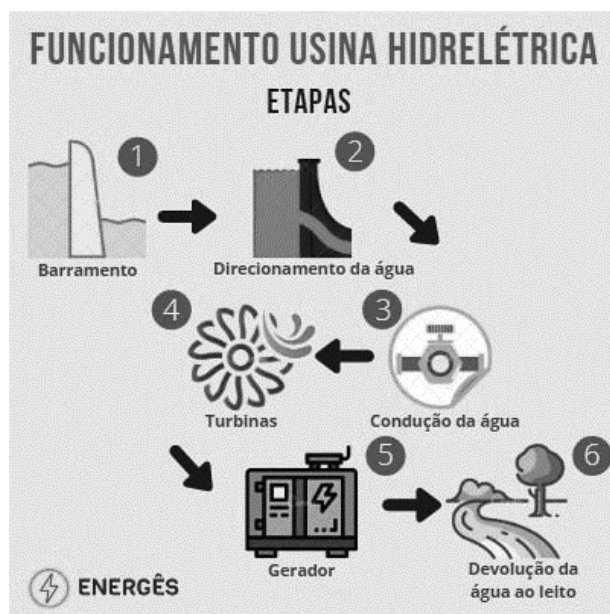 FUNCIONAMENTO USINA HIDRELÉTRICA
ETAPAS
1
2
Barramento
Direcionamento da água
4
3
Turbinas
Condução da água
5
6
Gerador
Devolução da
água ao leito
ENERGÊS